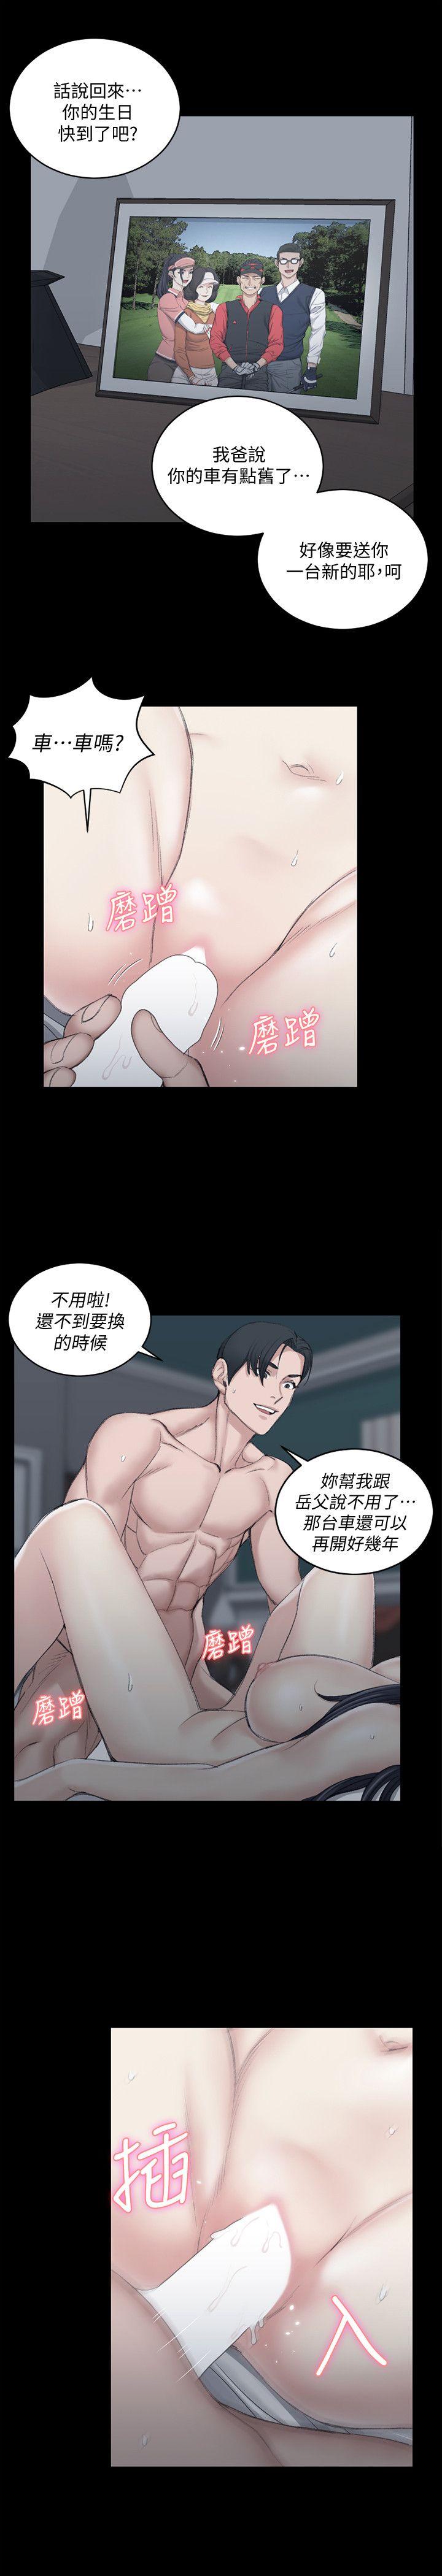 話說回來…
你的生日
快到了吧?
我爸說
你的車有點舊了…
好像要送你
一台新的耶,呵
車…車嗎?
磨蹭
磨蹭
不用啦!
還不到要換
的時候
妳幫我跟
岳父說不用了…
那台車還可以
再開好幾年
磨蹭
磨蹭
插
入